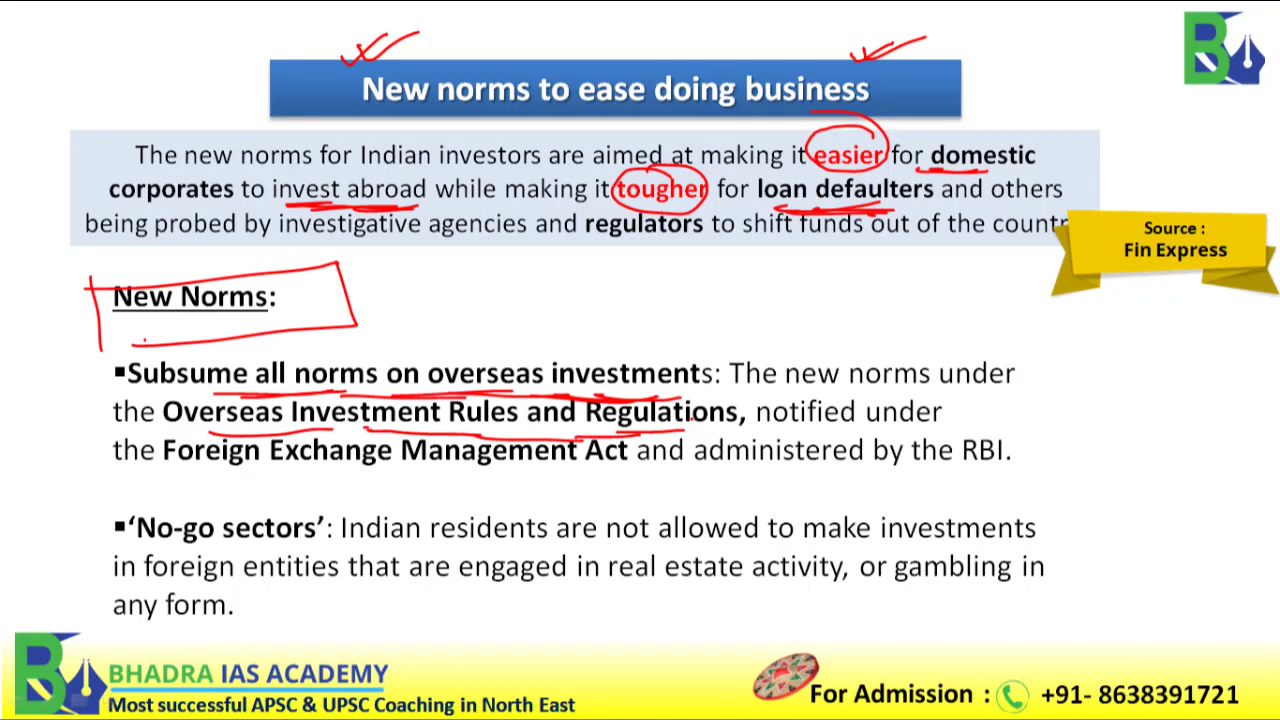 New norms to ease doing business
The new norms for Indian investors are aimed at making it easier for domestic
corporates to invest abroad while making it tougher for loan defaulters and others
being probed by investigative agencies and regulators to shift funds out of the
Source :
Fin Express
New Norms:
▪Subsume all norms on overseas investments: The new norms under
the Overseas Investment Rules and Regulations, notified under
the Foreign Exchange Management Act and administered by the RBI.
▪‘No-go sectors’: Indian residents are not allowed to make investments
in foreign entities that are engaged in real estate activity, or gambling in
any form.
BHADRA IAS ACADEMY
Most successful APSC & UPSC Coaching in North East
For Admission : +91- 8638391721